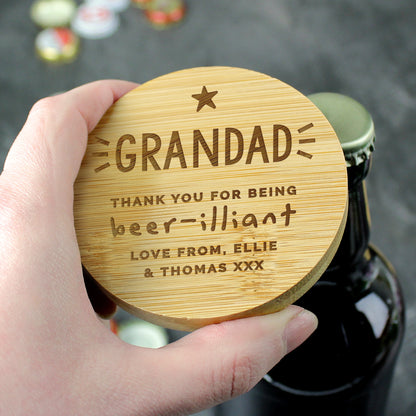 GRANDAD
THANK YOU FOR BEING
beer-illiant
LOVE FROM, ELLIE
& THOMAS XXX